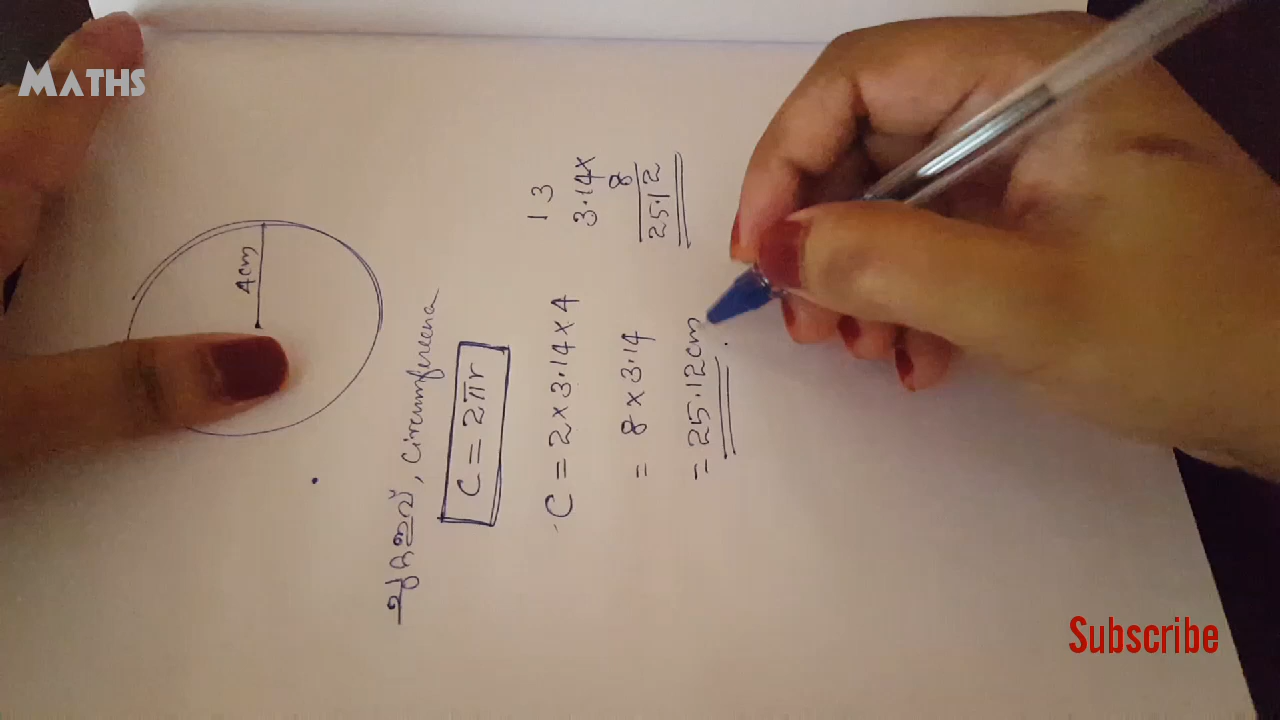 MATHS
4cm
ചുറ്റളവ്, Circumference
C = 2πr
C = 2 × 3.14 × 4
= 8 × 3.14
= 25.12cm
1 3
3.14×
8
25.12
Subscribe